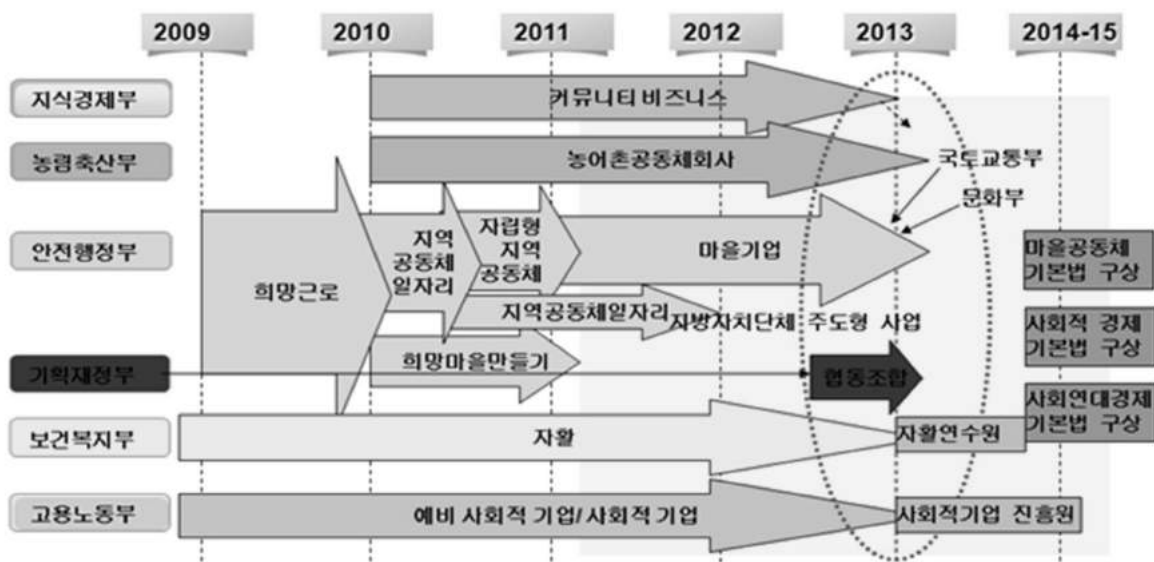 2009
2010
2011
2012
2013
2014-15
지식경제부
커뮤니티 비즈니스
농림축산부
농어촌공동체회사
국토교통부
문화부
안전행정부
희망근로
지역
공동체
일자리
자립형
지역
공동체
마을기업
마을공동체
기본법 구상
지역공동체일자리
지방자치단체 주도형 사업
사회적 경제
기본법 구상
희망마을만들기
기획재정부
협동조합
사회연대경제
기본법 구상
보건복지부
자활
자활연수원
고용노동부
예비 사회적 기업/ 사회적 기업
사회적기업 진흥원